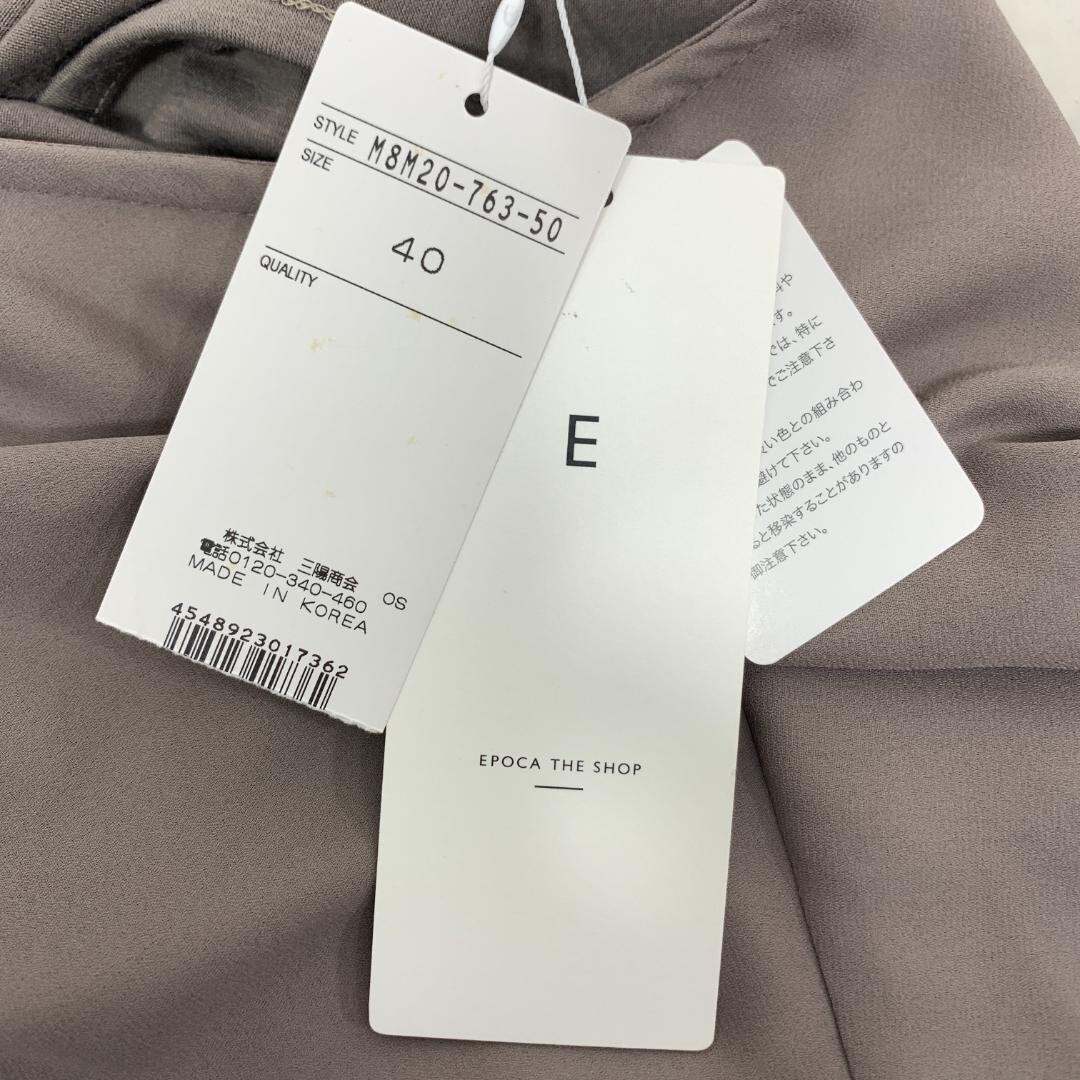 STYLE M8M20-763-50
SIZE
40
QUALITY
株式会社 三陽商会
電話0120-340-460 OS
MADE IN KOREA
4548923017362
E
EPOCA THE SHOP
や
す。
では、特に
でご注意下さ
い色との組み合わ
避けて下さい。
た状態のまま、他のものと
ると移染することがありますの
御注意下さい。